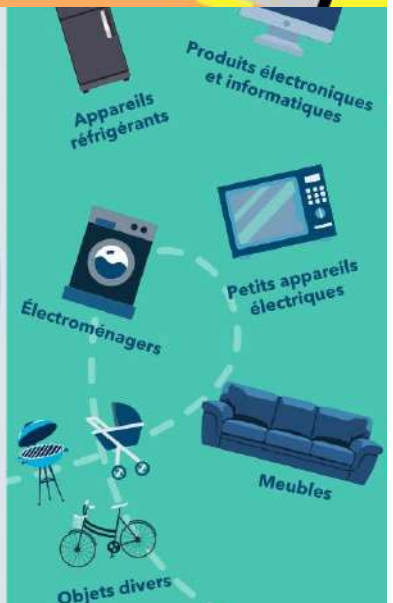 Produits électroniques
et informatiques
Appareils
réfrigérants
Petits appareils
électriques
Électroménagers
Meubles
Objets divers